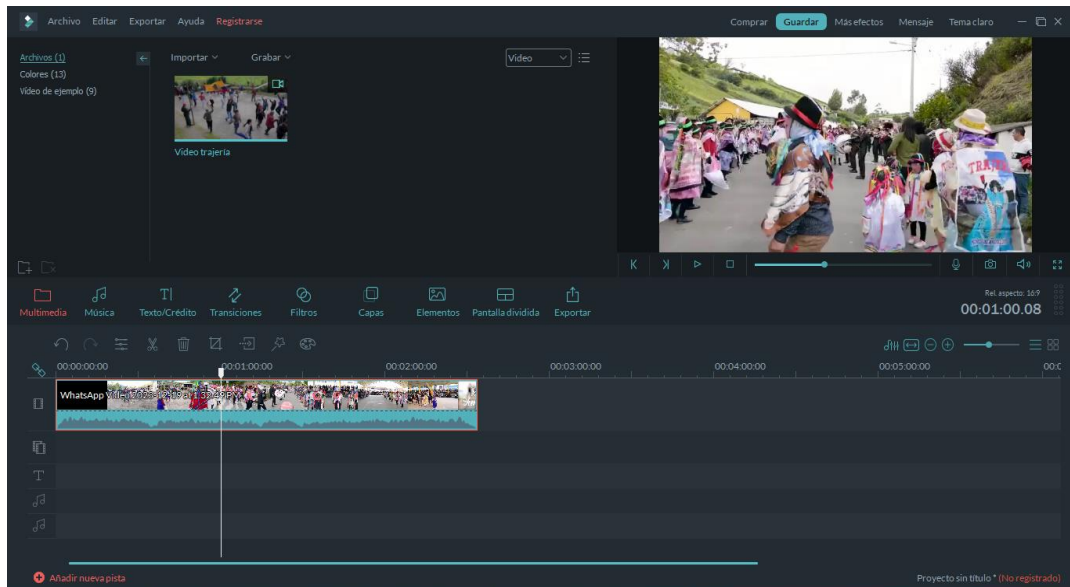 Archivo Editar Exportar Ayuda Registrarse
Comprar Guardar Más efectos Mensaje Tema claro
Archivos (1)
Colores (13)
Vídeo de ejemplo (9)
Importar Grabar Video
Video trajería
Multimedia Música Texto/Crédito Transiciones Filtros Capas Elementos Pantalla dividida Exportar
Rel. aspecto: 16:9
00:01:00.08
00:00:00:00 00:01:00:00 00:02:00:00 00:03:00:00 00:04:00:00 00:05:00:00 00:0
WhatsApp Video
Añadir nueva pista
Proyecto sin título * (No registrado)